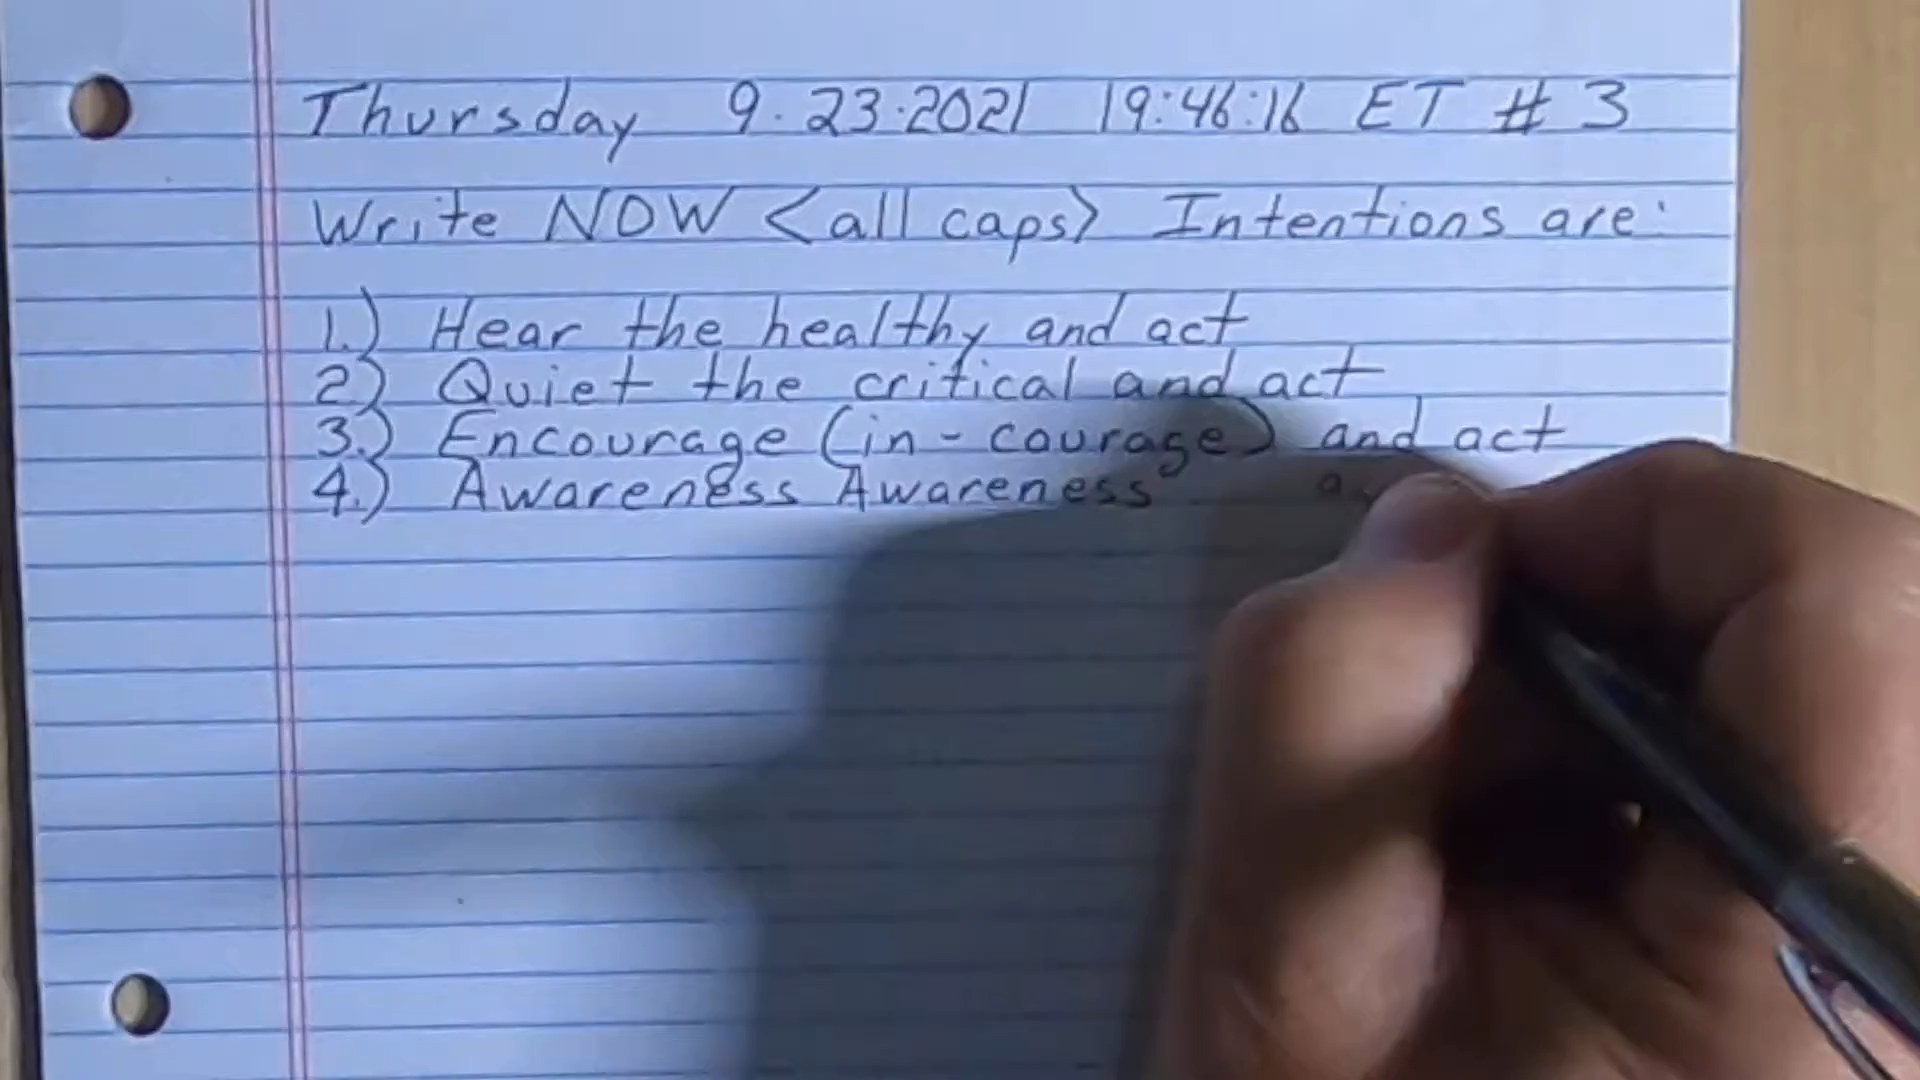 Thursday 9.23.2021 19:46:16 ET # 3
Write NOW <all caps> Intentions are:
1.) Hear the healthy and act
2.) Quiet the critical and act
3.) Encourage (in-courage) and act
4.) Awareness Awareness